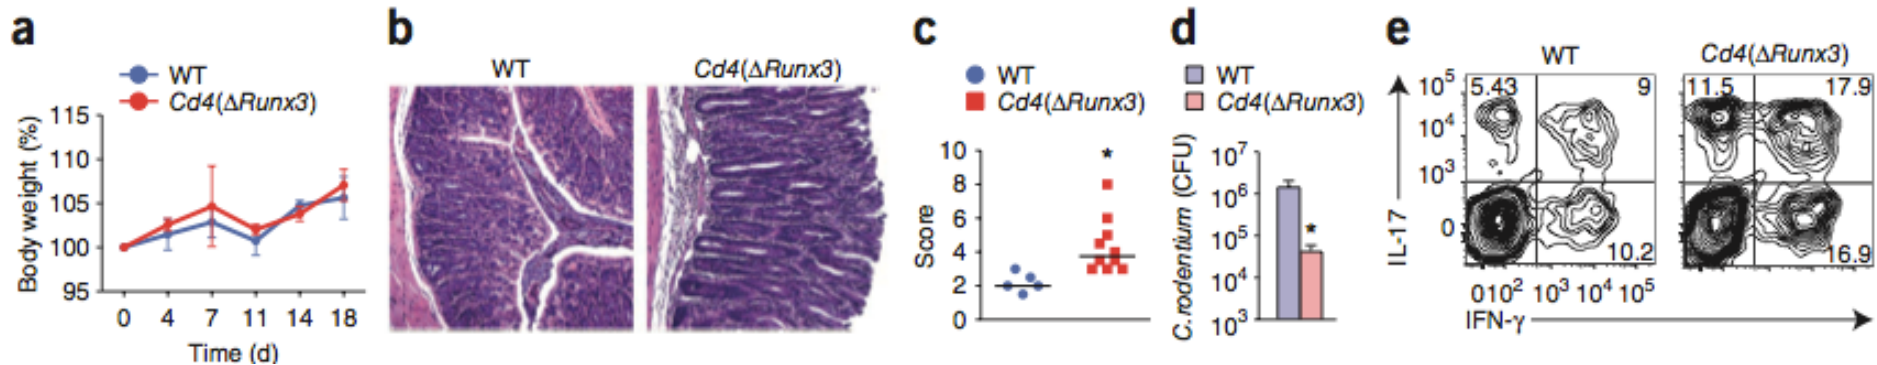 a
WT
Cd4(ΔRunx3)
Body weight (%)
115
110
105
100
95
0 4 7 11 14 18
Time (d)
b
WT Cd4(ΔRunx3)
c
WT
Cd4(ΔRunx3)
Score
10
8
6
4
2
0
*
d
WT
Cd4(ΔRunx3)
C. rodentium (CFU)
10⁷
10⁶
10⁵
10⁴
10³
*
e
WT Cd4(ΔRunx3)
IL-17
10⁵
10⁴
10³
0
5.43 9
10.2
11.5 17.9
16.9
0 10² 10³ 10⁴ 10⁵
IFN-γ